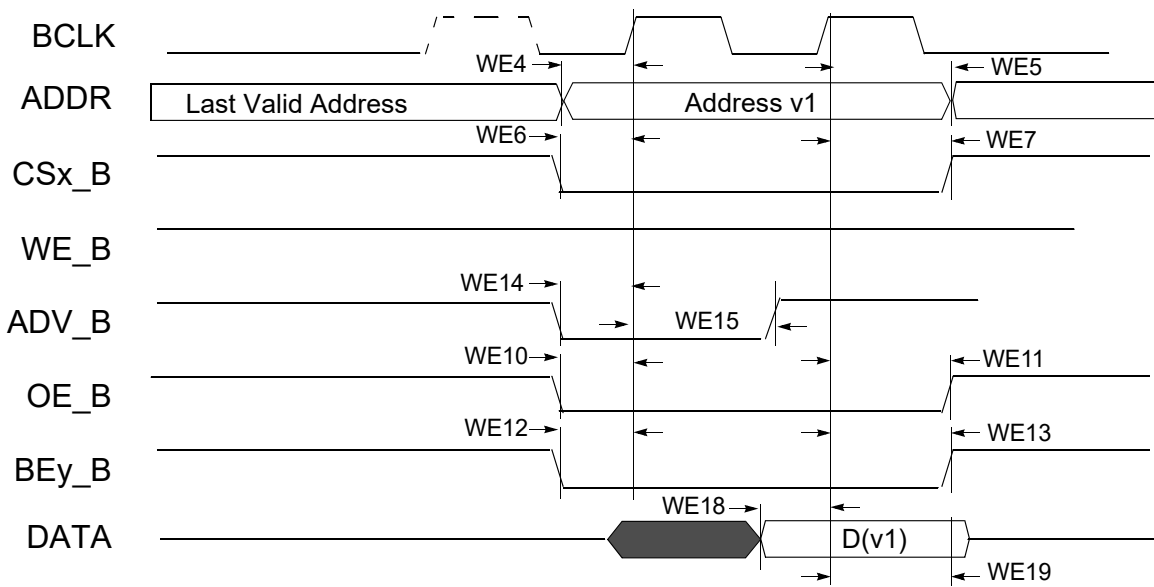 BCLK
WE4
WE5
ADDR
Last Valid Address
Address v1
WE6
WE7
CSx_B
WE_B
WE14
ADV_B
WE15
WE10
WE11
OE_B
WE12
WE13
BEy_B
WE18
DATA
D(v1)
WE19